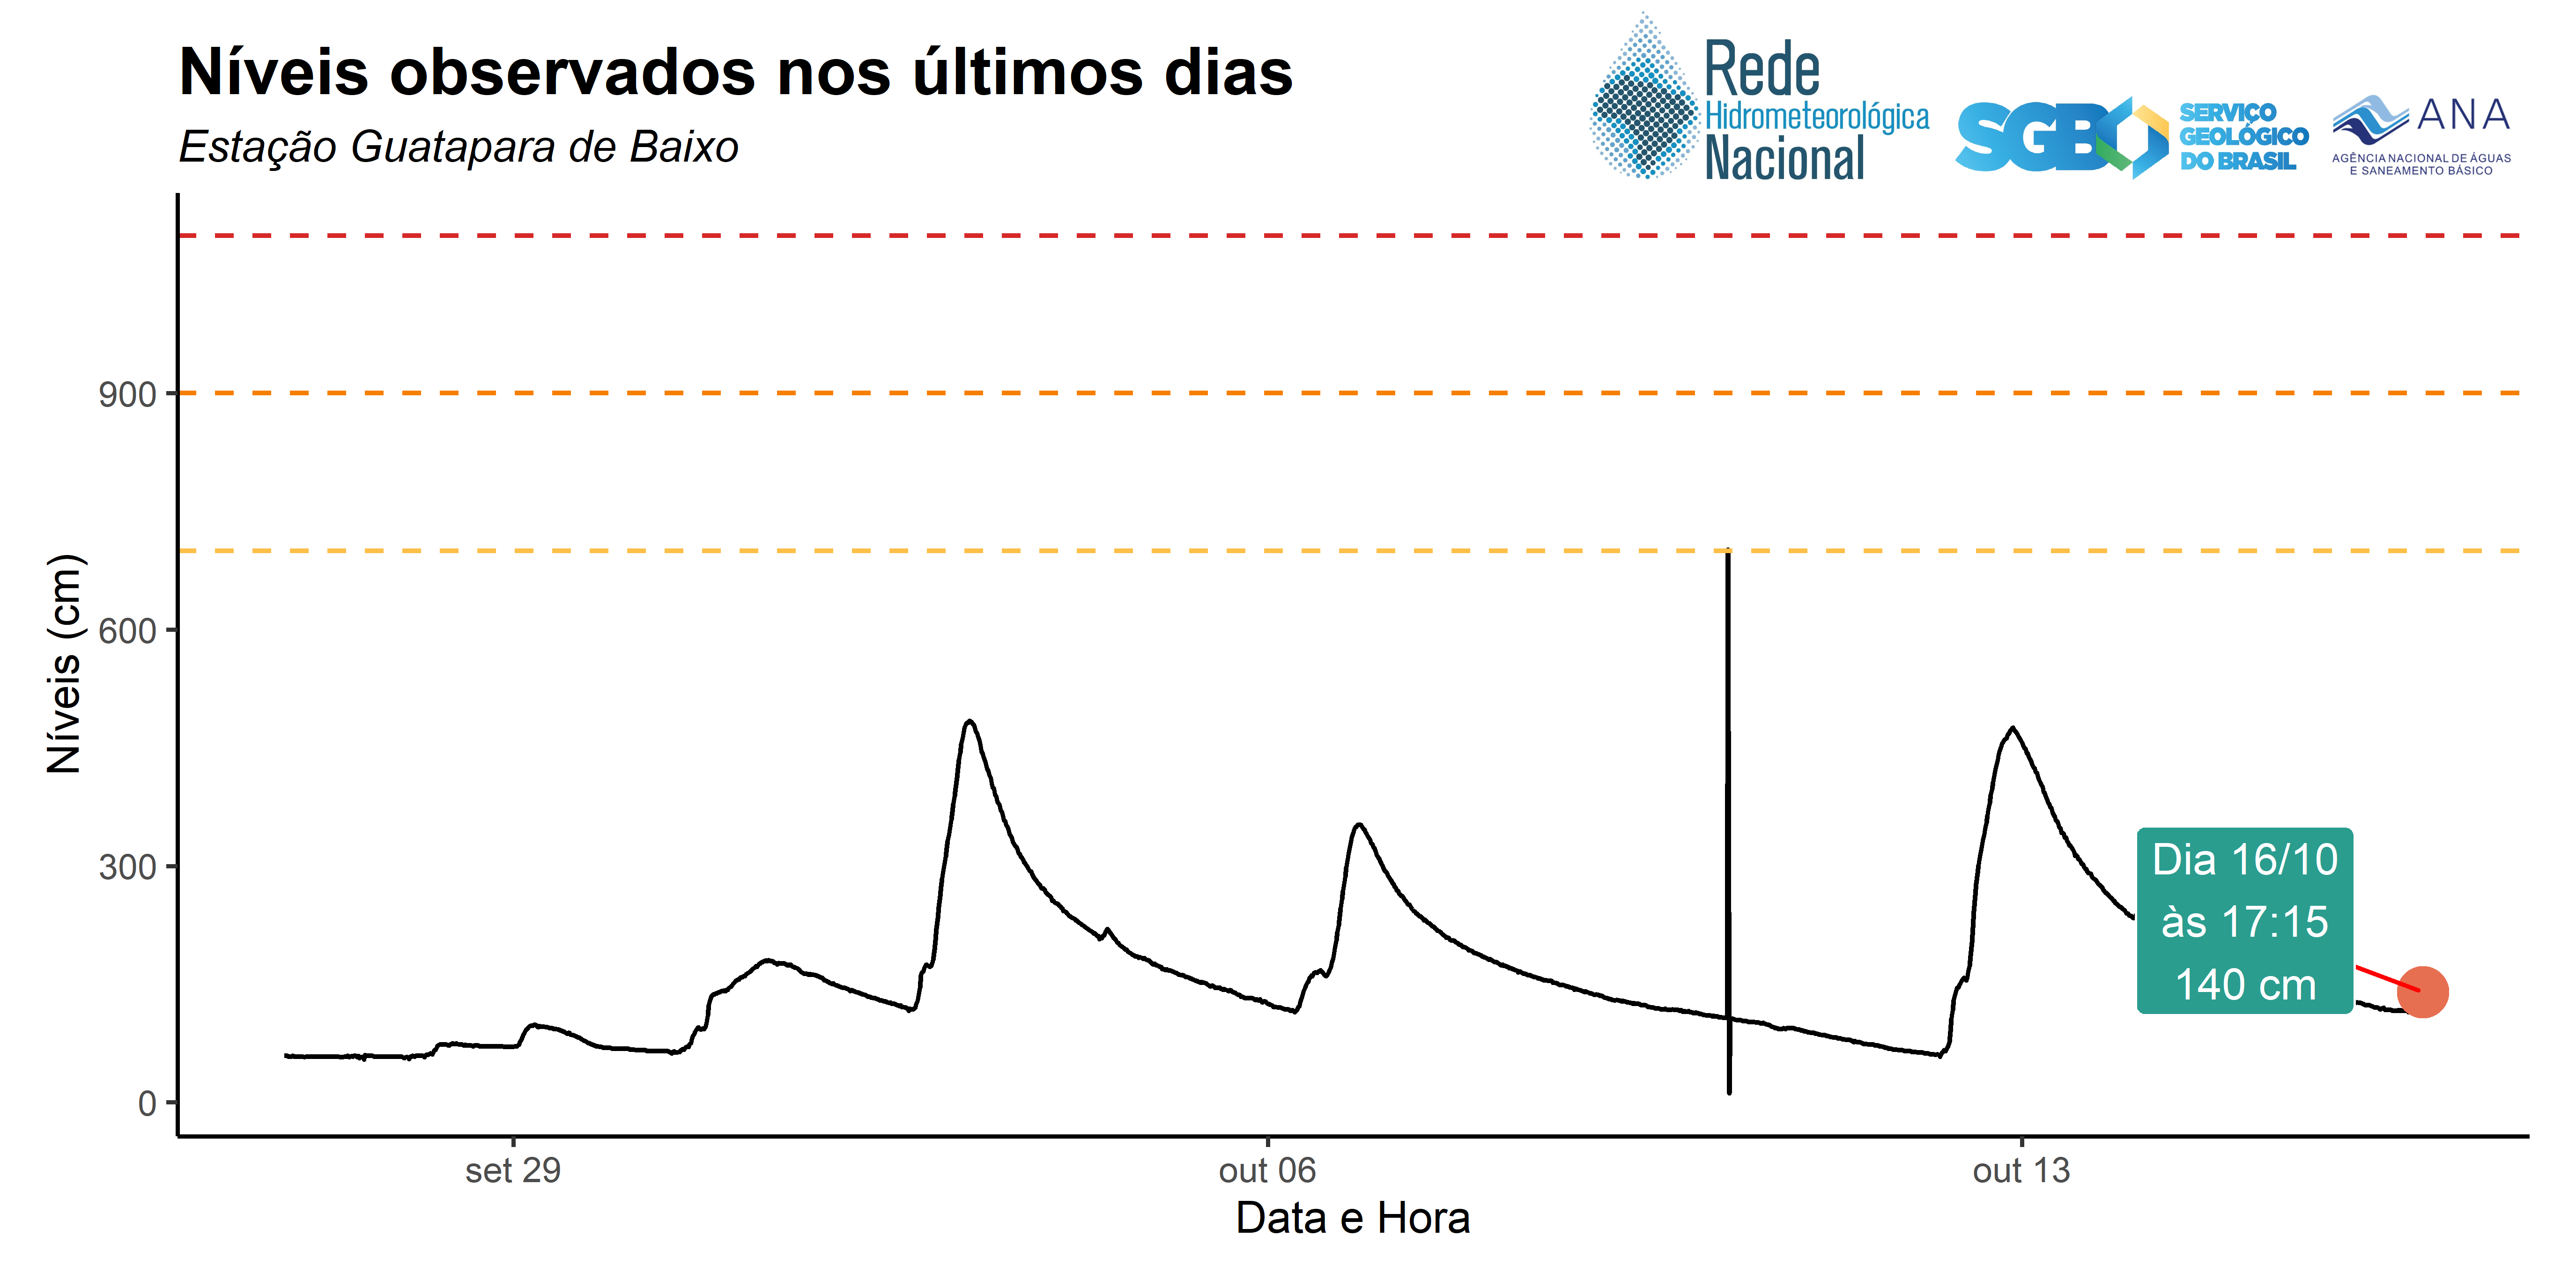 Níveis observados nos últimos dias
Estação Guatapara de Baixo
Rede
Hidrometeorológica
Nacional
SGB
SERVIÇO
GEOLÓGICO
DO BRASIL
ANA
AGÊNCIA NACIONAL DE ÁGUAS
E SANEAMENTO BÁSICO
Níveis (cm)
900
600
300
0
Dia 16/10
às 17:15
140 cm
set 29
out 06
out 13
Data e Hora